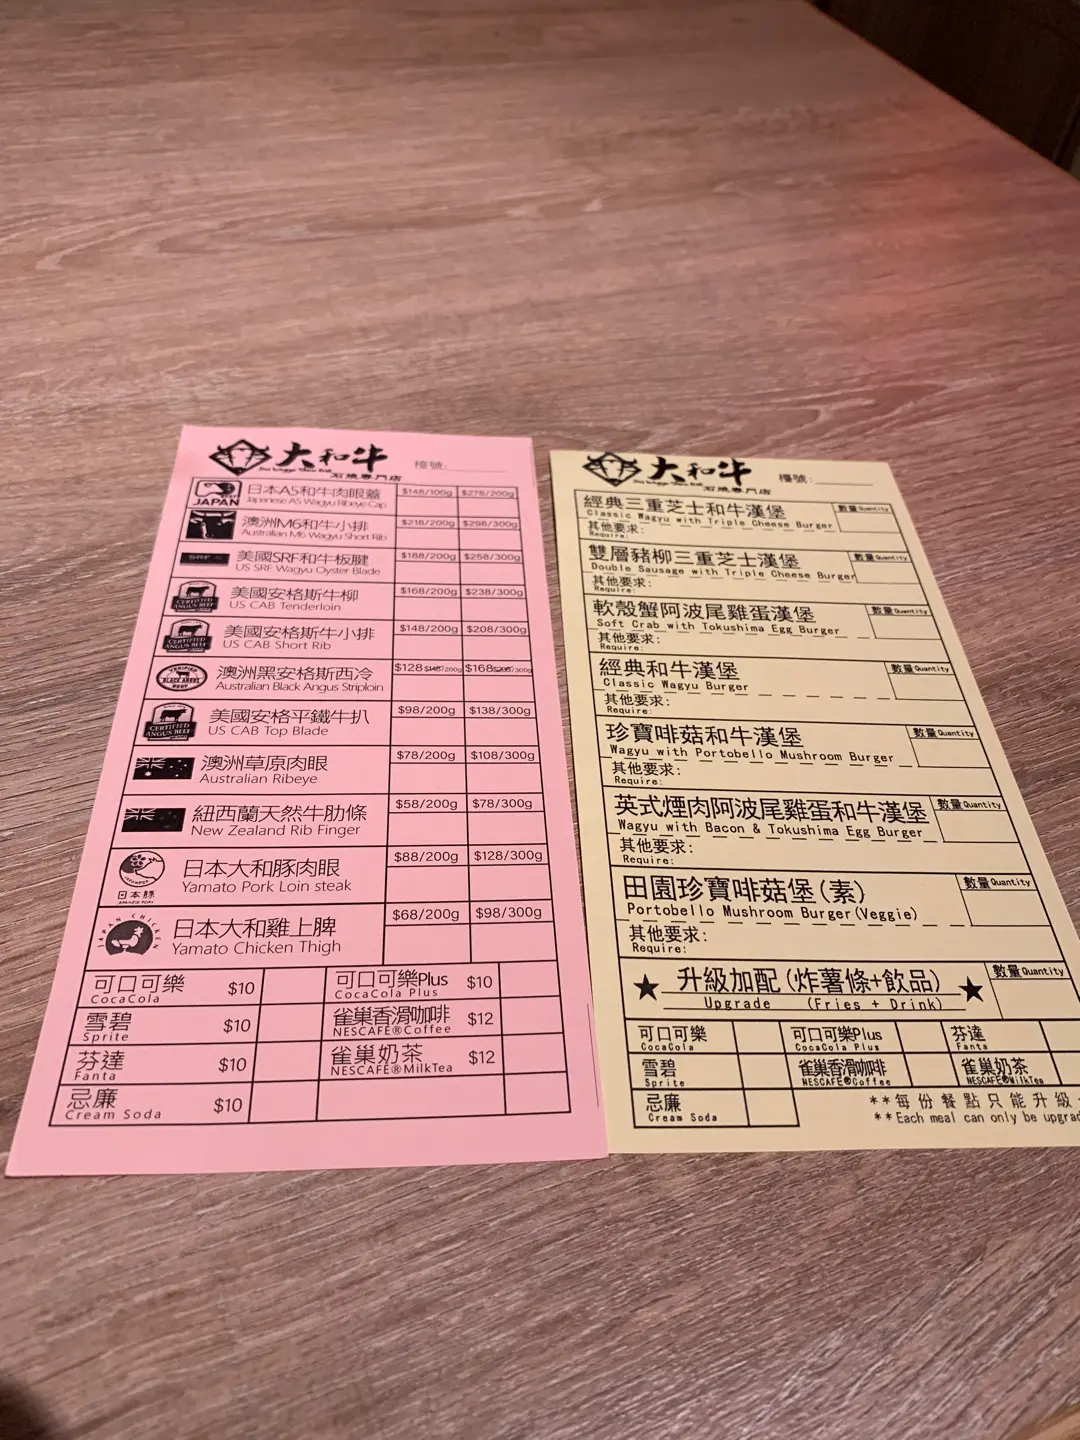 大和牛
石燒專門店
檯號:
JAPAN
日本A5和牛肉眼蓋 $148/100g $278/200g
Japanese A5 Wagyu Ribeye Cap
澳洲M6和牛小排 $218/200g $298/300g
Australian M6 Wagyu Short Rib
SRF
美國SRF和牛板腱 $188/200g $258/300g
US SRF Wagyu Oyster Blade
CERTIFIED ANGUS BEEF
美國安格斯牛柳 $168/200g $238/300g
US CAB Tenderloin
CERTIFIED ANGUS BEEF
美國安格斯牛小排 $148/200g $208/300g
US CAB Short Rib
VERIFIED BLACK ANGUS BEEF
澳洲黑安格斯西冷 $128 /200g $168 /300g
Australian Black Angus Striploin
CERTIFIED ANGUS BEEF
美國安格平鐵牛扒 $98/200g $138/300g
US CAB Top Blade
澳洲草原肉眼 $78/200g $108/300g
Australian Ribeye
紐西蘭天然牛肋條 $58/200g $78/300g
New Zealand Rib Finger
日本豚
日本大和豚肉眼 $88/200g $128/300g
Yamato Pork Loin steak
JAPAN CHICKEN
日本大和雞上脾 $68/200g $98/300g
Yamato Chicken Thigh
可口可樂 $10 可口可樂Plus $10
CocaCola CocaCola Plus
雪碧 $10 雀巢香滑咖啡 $12
Sprite NESCAFÉ®Coffee
芬達 $10 雀巢奶茶 $12
Fanta NESCAFÉ®MilkTea
忌廉 $10
Cream Soda
大和牛
石燒專門店
檯號:
經典三重芝士和牛漢堡 數量Quantity
Classic Wagyu with Triple Cheese Burger
其他要求:
Require:
雙層豬柳三重芝士漢堡 數量Quantity
Double Sausage with Triple Cheese Burger
其他要求:
Require:
軟殼蟹阿波尾雞蛋漢堡 數量Quantity
Soft Crab with Tokushima Egg Burger
其他要求:
Require:
經典和牛漢堡 數量Quantity
Classic Wagyu Burger
其他要求:
Require:
珍寶啡菇和牛漢堡 數量Quantity
Wagyu with Portobello Mushroom Burger
其他要求:
Require:
英式煙肉阿波尾雞蛋和牛漢堡 數量Quantity
Wagyu with Bacon & Tokushima Egg Burger
其他要求:
Require:
田園珍寶啡菇堡(素) 數量Quantity
Portobello Mushroom Burger(Veggie)
其他要求:
Require:
★ 升級加配(炸薯條+飲品) ★ 數量Quantity
Upgrade (Fries + Drink)
可口可樂 可口可樂Plus 芬達
CocaCola CocaCola Plus Fanta
雪碧 雀巢香滑咖啡 雀巢奶茶
Sprite NESCAFÉ®Coffee NESCAFÉ®MilkTea
忌廉 **每份餐點只能升級
Cream Soda **Each meal can only be upgrad